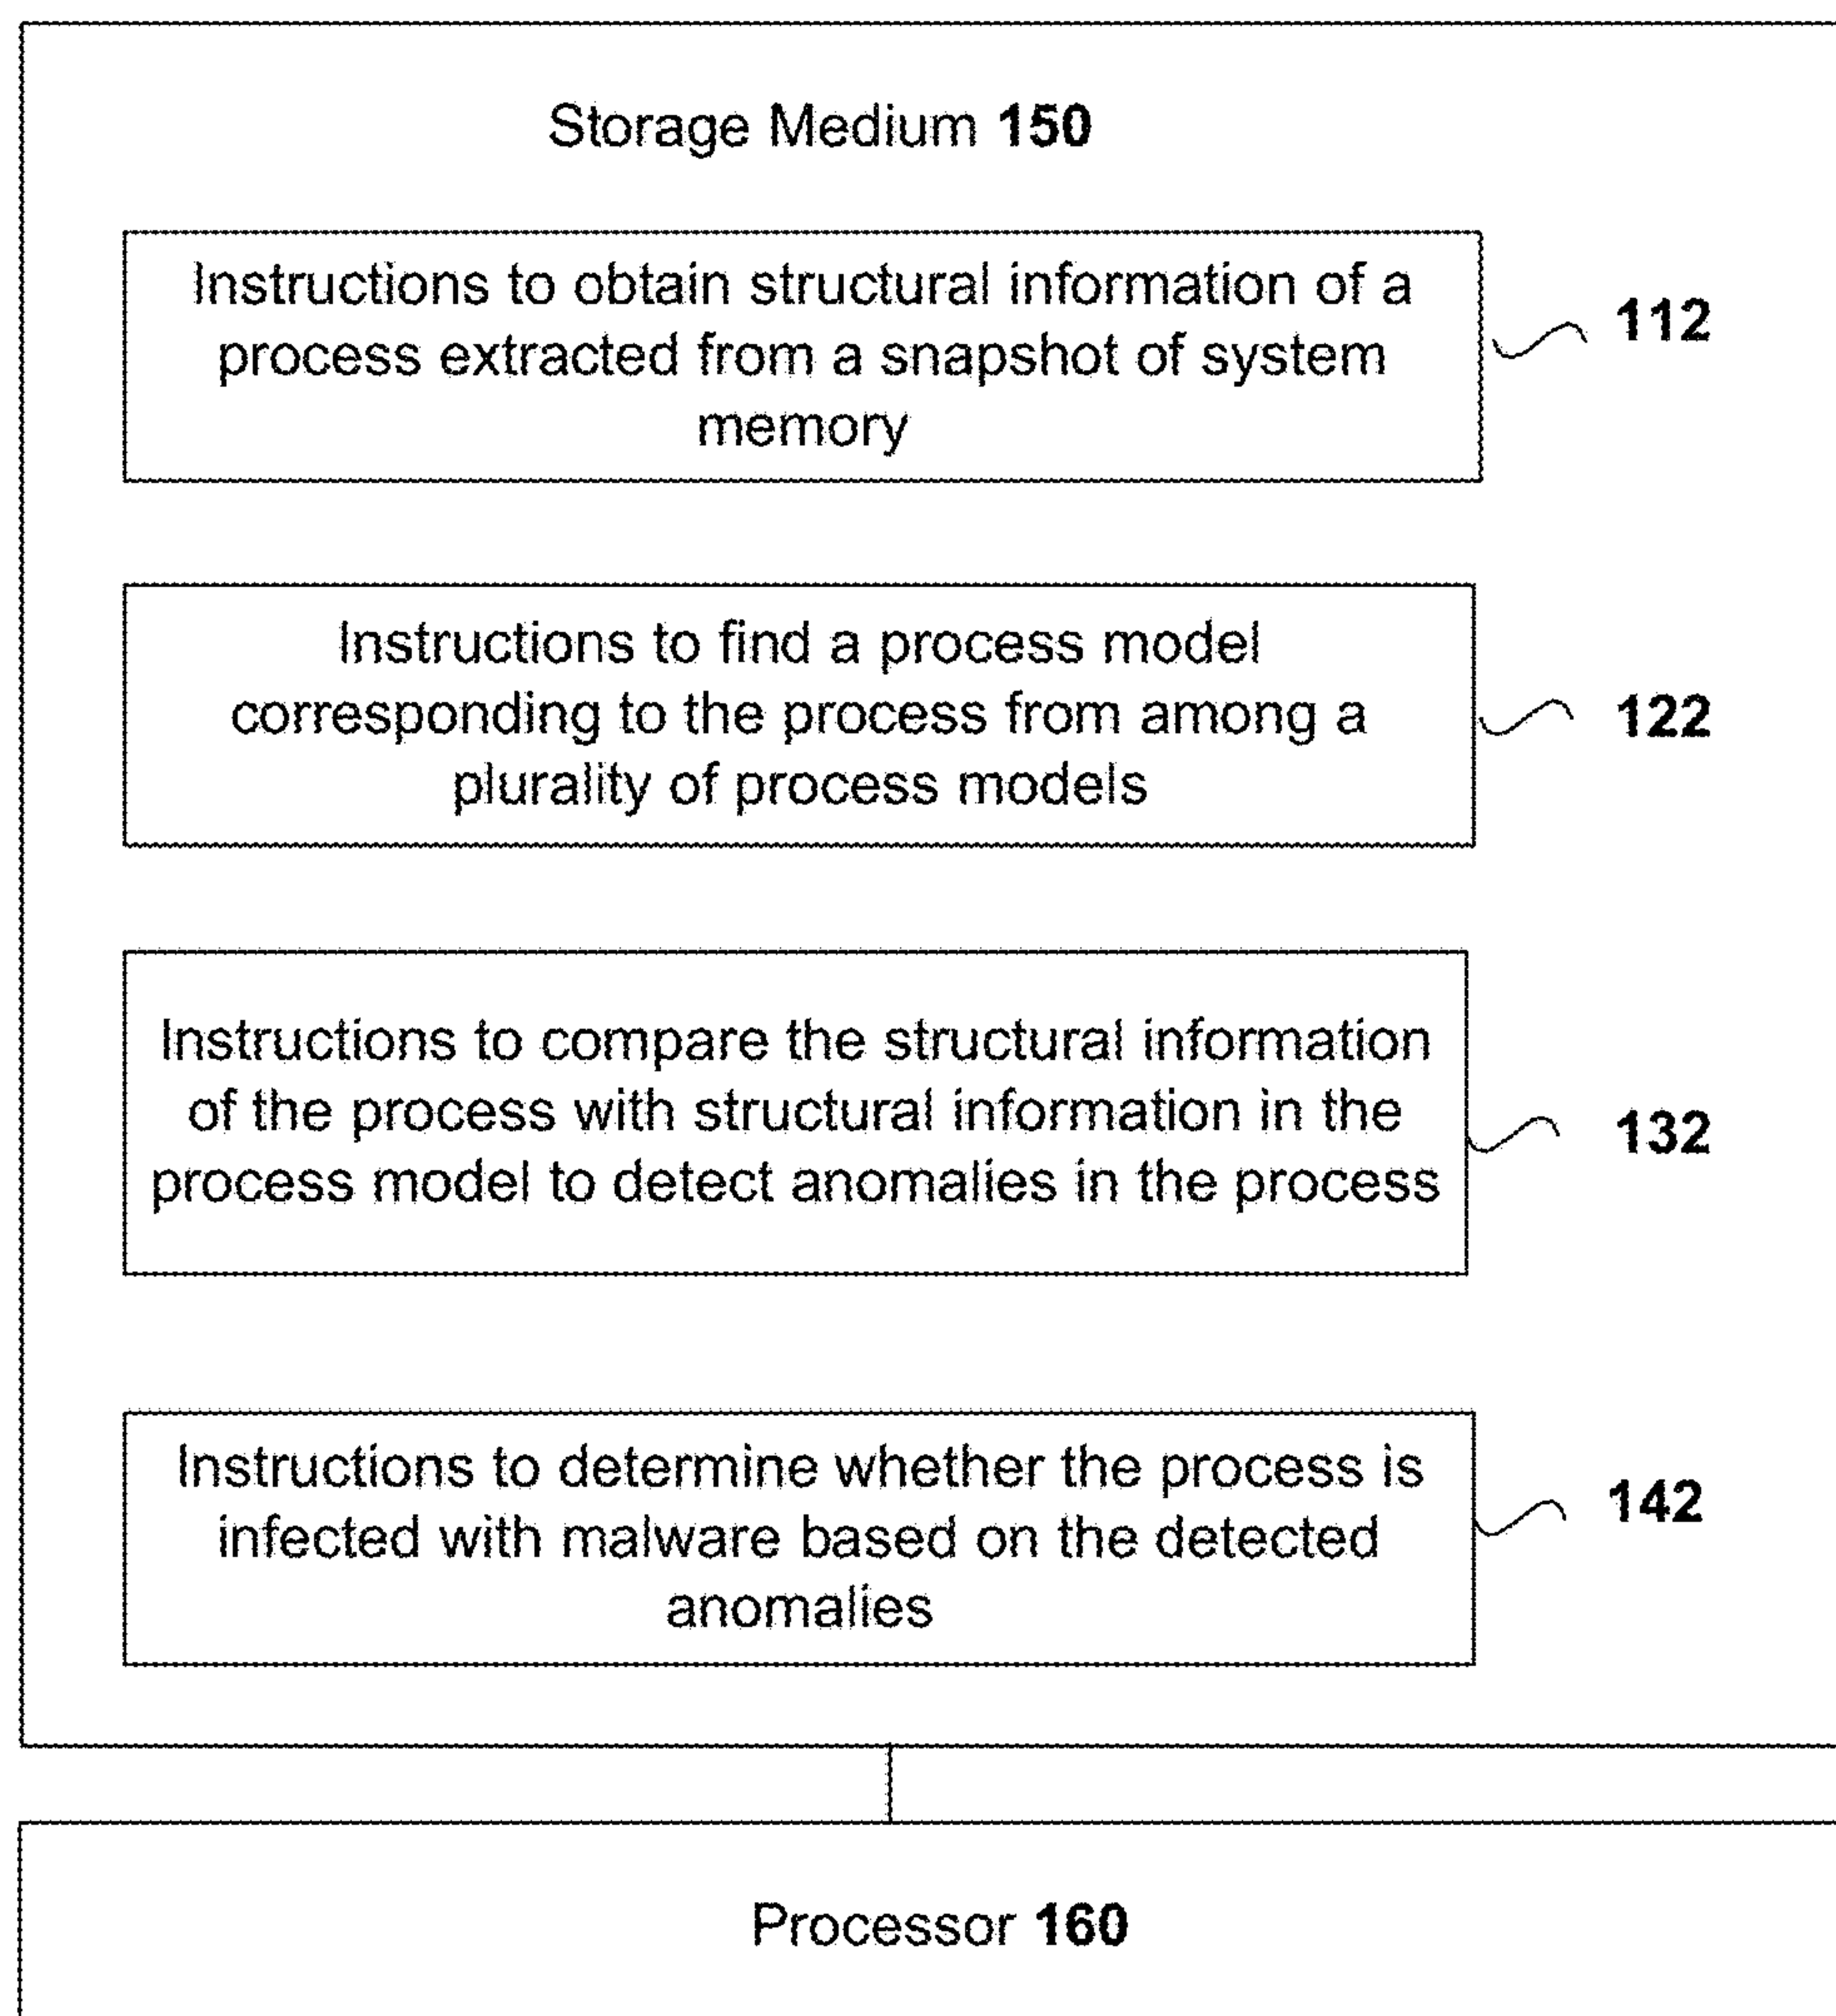 Storage Medium 150
Instructions to obtain structural information of a
process extracted from a snapshot of system
memory
112
Instructions to find a process model
corresponding to the process from among a
plurality of process models
122
Instructions to compare the structural information
of the process with structural information in the
process model to detect anomalies in the process
132
Instructions to determine whether the process is
infected with malware based on the detected
anomalies
142
Processor 160